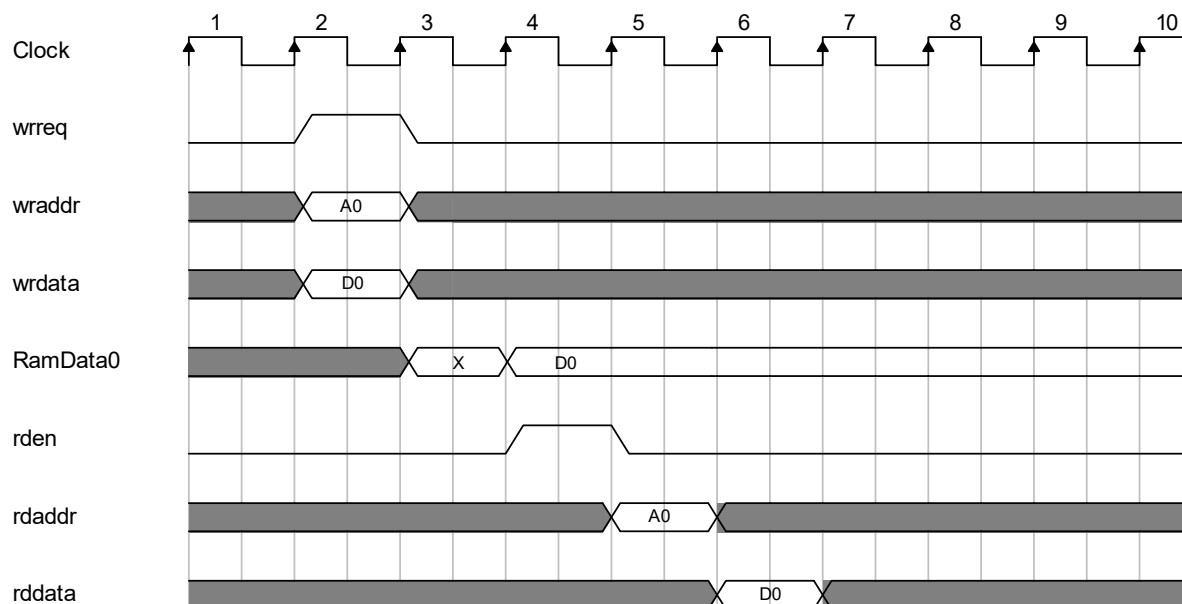 1 2 3 4 5 6 7 8 9 10
Clock
wrreq
wraddr A0
wrdata D0
RamData0 X D0
rden
rdaddr A0
rddata D0